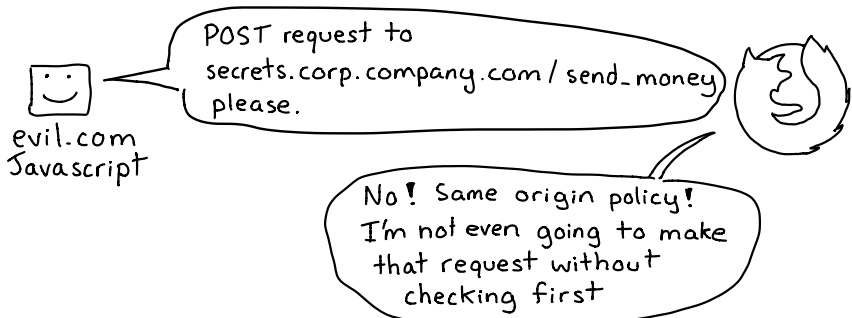 POST request to
secrets.corp.company.com/send_money
please.
evil.com
Javascript
No! Same origin policy!
I'm not even going to make
that request without
checking first